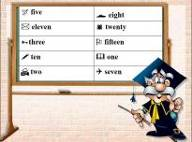 five eight
eleven twenty
three fifteen
ten one
two seven